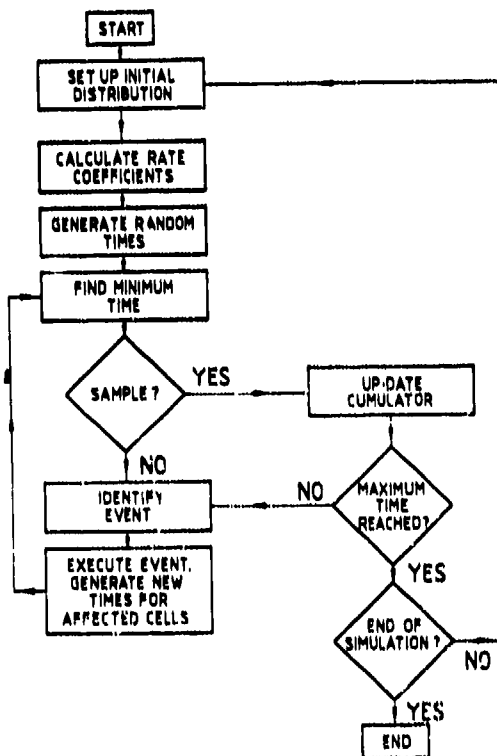 START
SET UP INITIAL
DISTRIBUTION
CALCULATE RATE
COEFFICIENTS
GENERATE RANDOM
TIMES
FIND MINIMUM
TIME
SAMPLE ?
YES
UP-DATE
CUMULATOR
NO
IDENTIFY
EVENT
NO
MAXIMUM
TIME
REACHED?
EXECUTE EVENT,
GENERATE NEW
TIMES FOR
AFFECTED CELLS
YES
END OF
SIMULATION ?
NO
YES
END